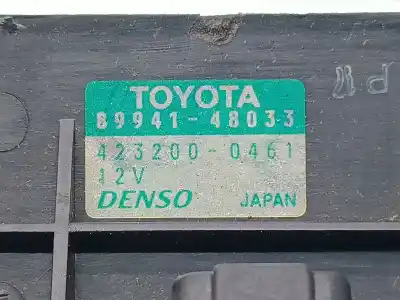 TOYOTA
89941-48033
423200-0461
12V
DENSO JAPAN